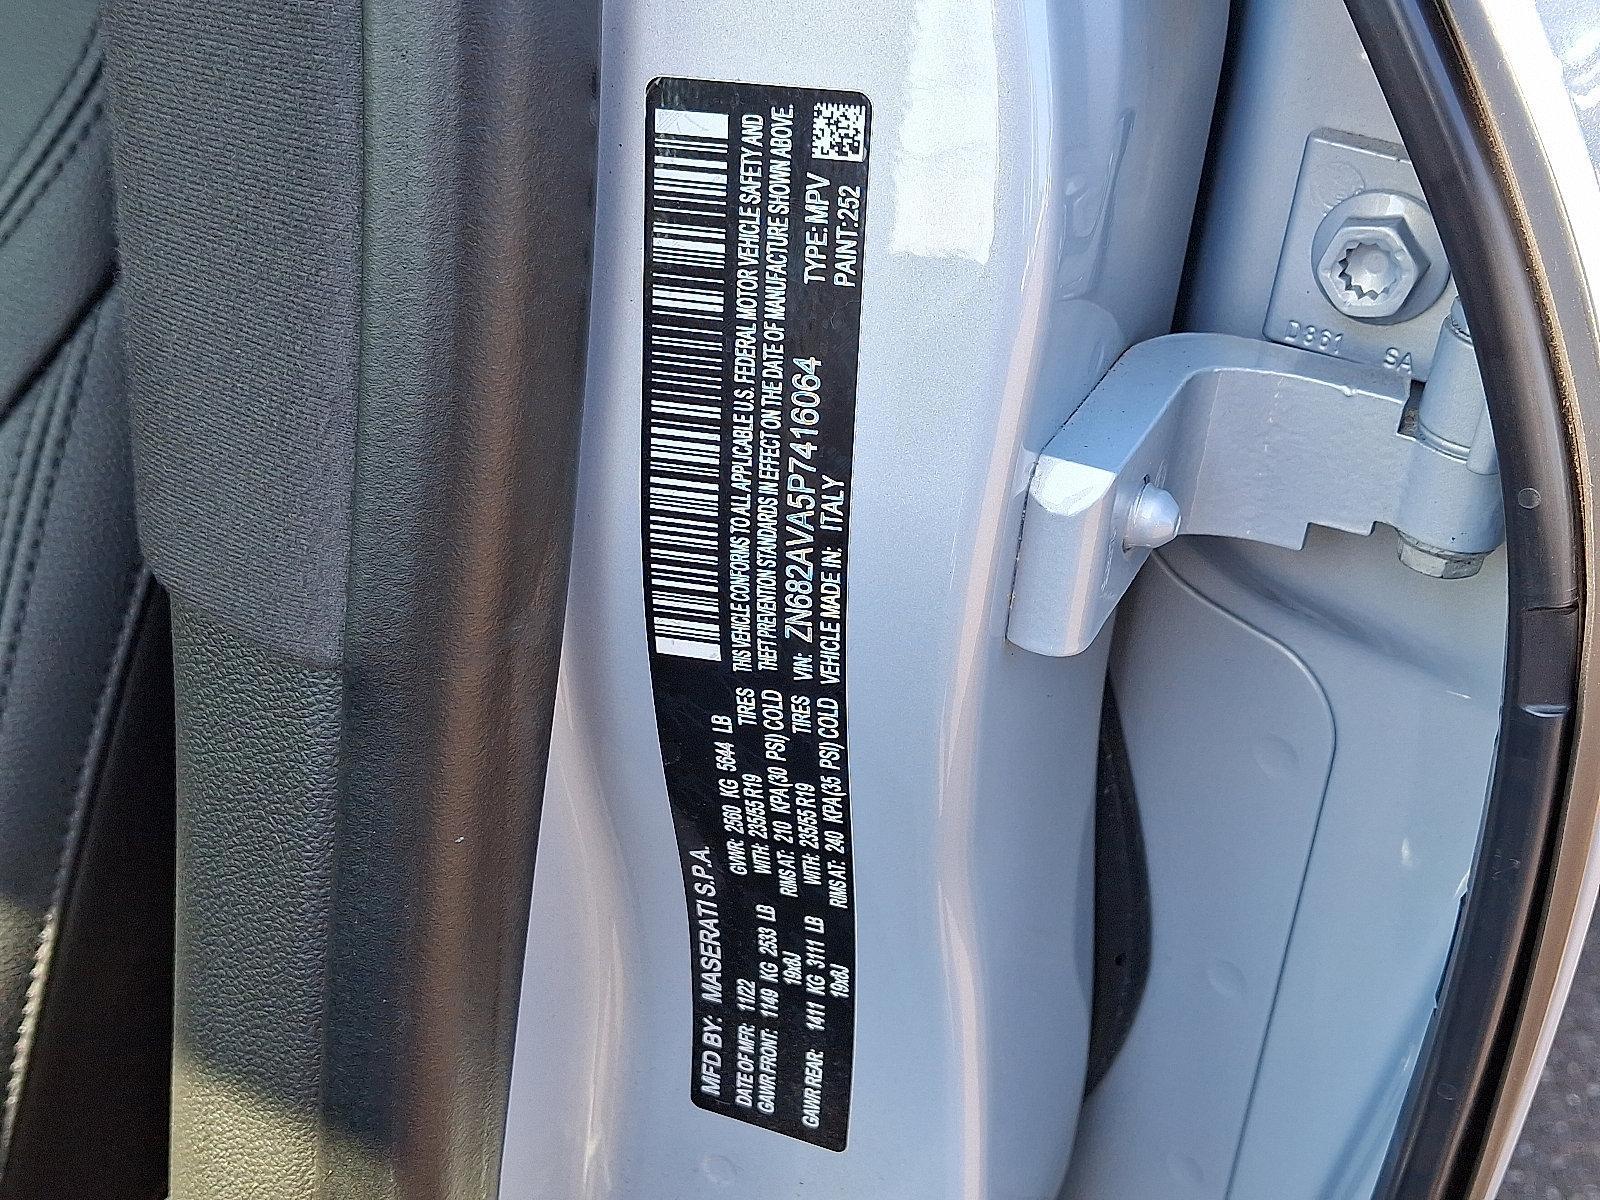 MFD BY: MASERATI S.P.A.
DATE OF MFR: 11/22 GVWR: 2560 KG 5644 LB
GAWR FRONT: 1149 KG 2533 LB WITH: 235/55 R19 TIRES
19x8J RIMS AT: 210 KPA(30 PSI) COLD
GAWR REAR: 1411 KG 3111 LB WITH: 235/55 R19 TIRES
19x8J RIMS AT: 240 KPA(35 PSI) COLD
THIS VEHICLE CONFORMS TO ALL APPLICABLE U.S. FEDERAL MOTOR VEHICLE SAFETY AND
THEFT PREVENTION STANDARDS IN EFFECT ON THE DATE OF MANUFACTURE SHOWN ABOVE.
VIN: ZN682AVA5P7416064 TYPE: MPV
VEHICLE MADE IN: ITALY PAINT: 252
D861 SA